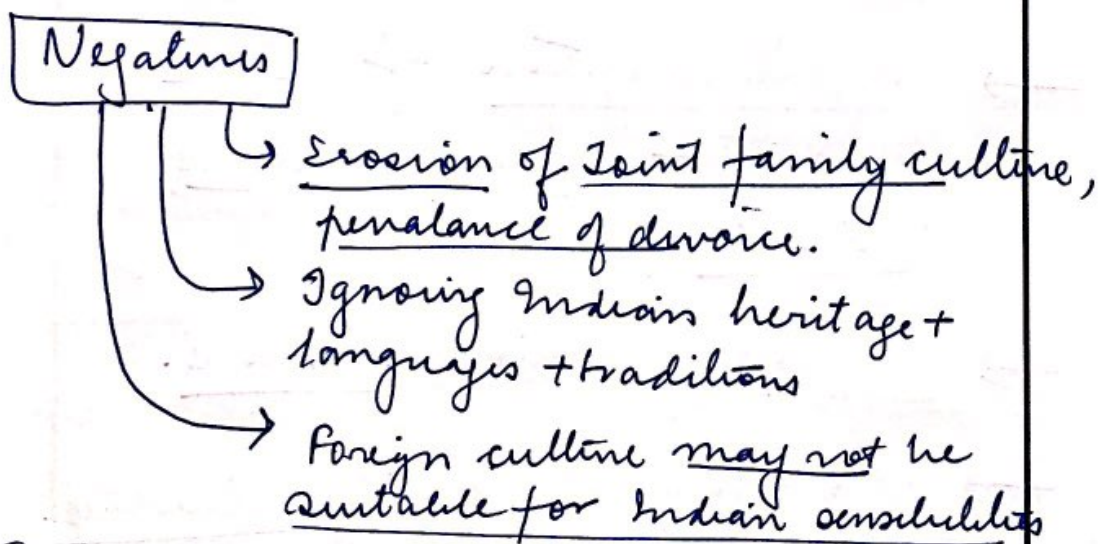 Negatives
Erosion of Joint family culture,
prevalance of divorce.
Ignoring Indian heritage +
languages + traditions
Foreign culture may not be
suitable for Indian sensibilities